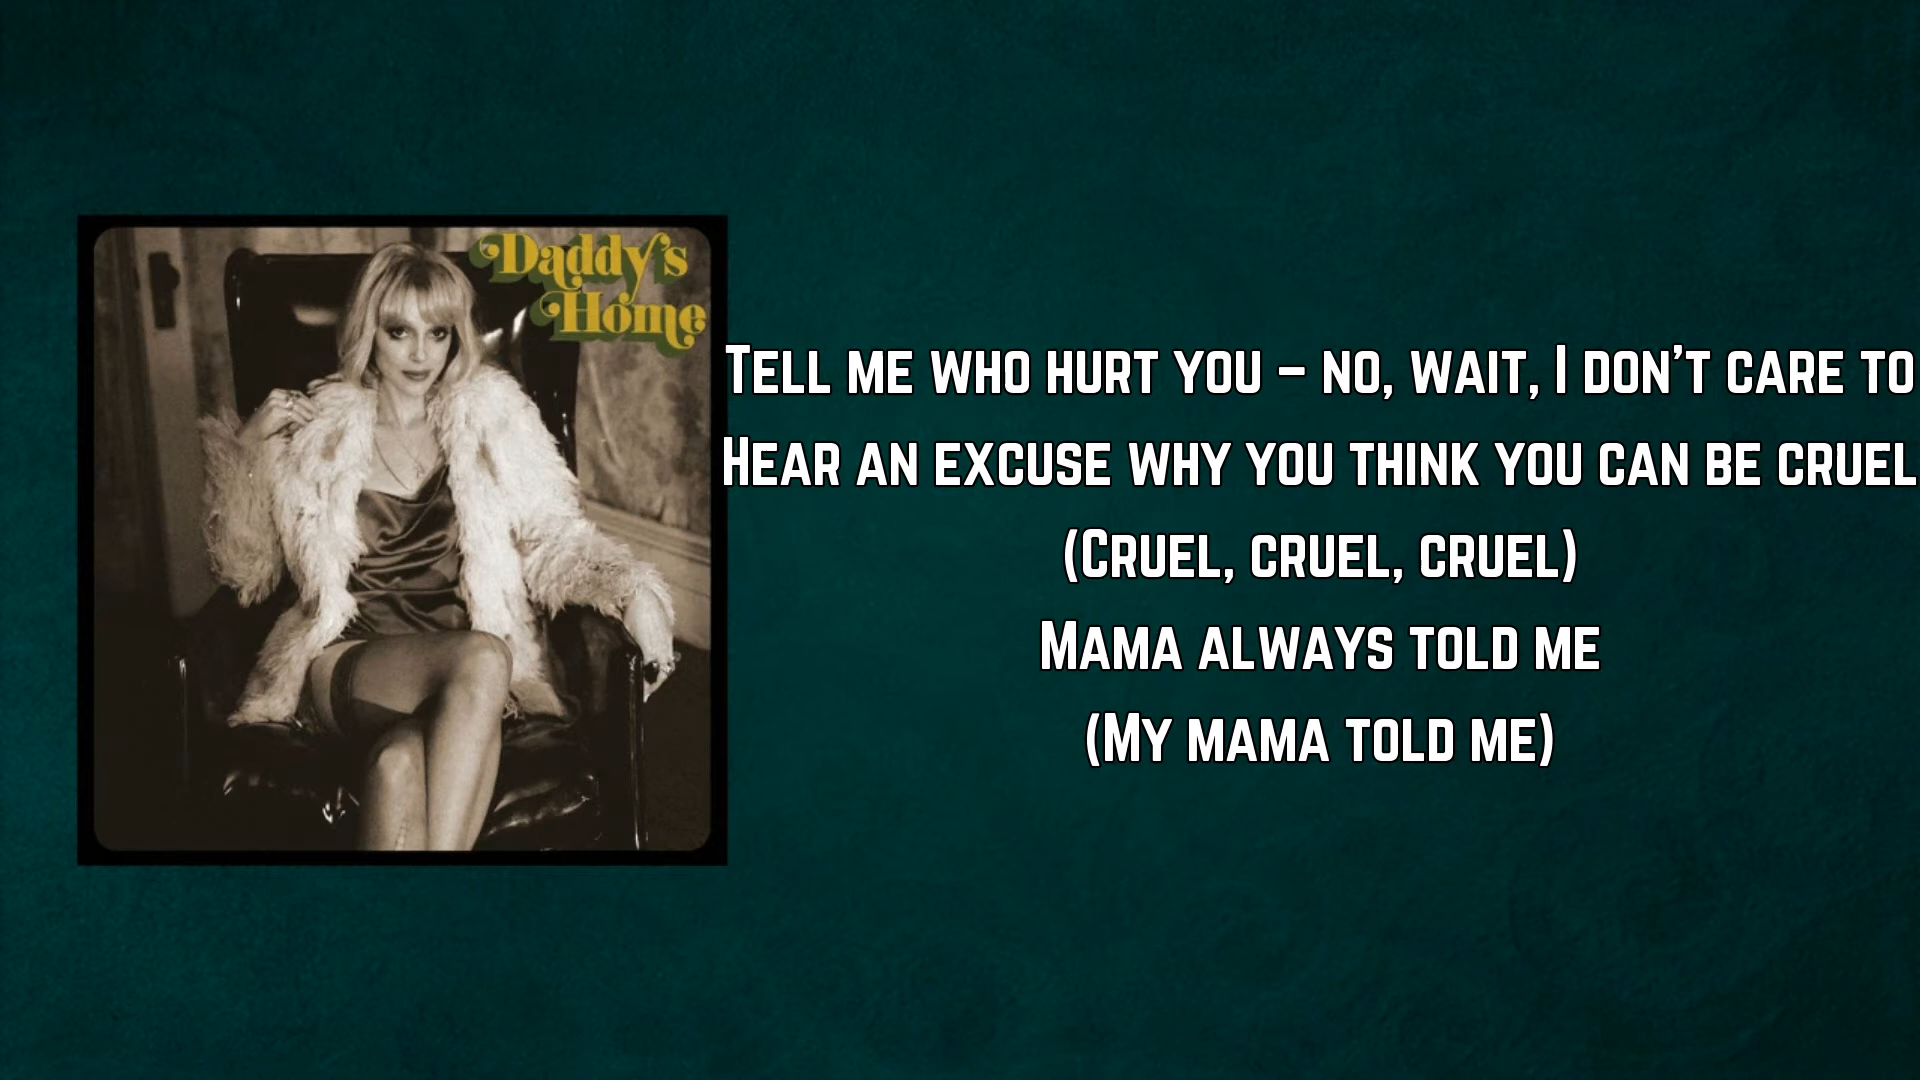 Daddy's
Home
Tell me who hurt you – no, wait, I don't care to
Hear an excuse why you think you can be cruel
(Cruel, cruel, cruel)
Mama always told me
(My mama told me)